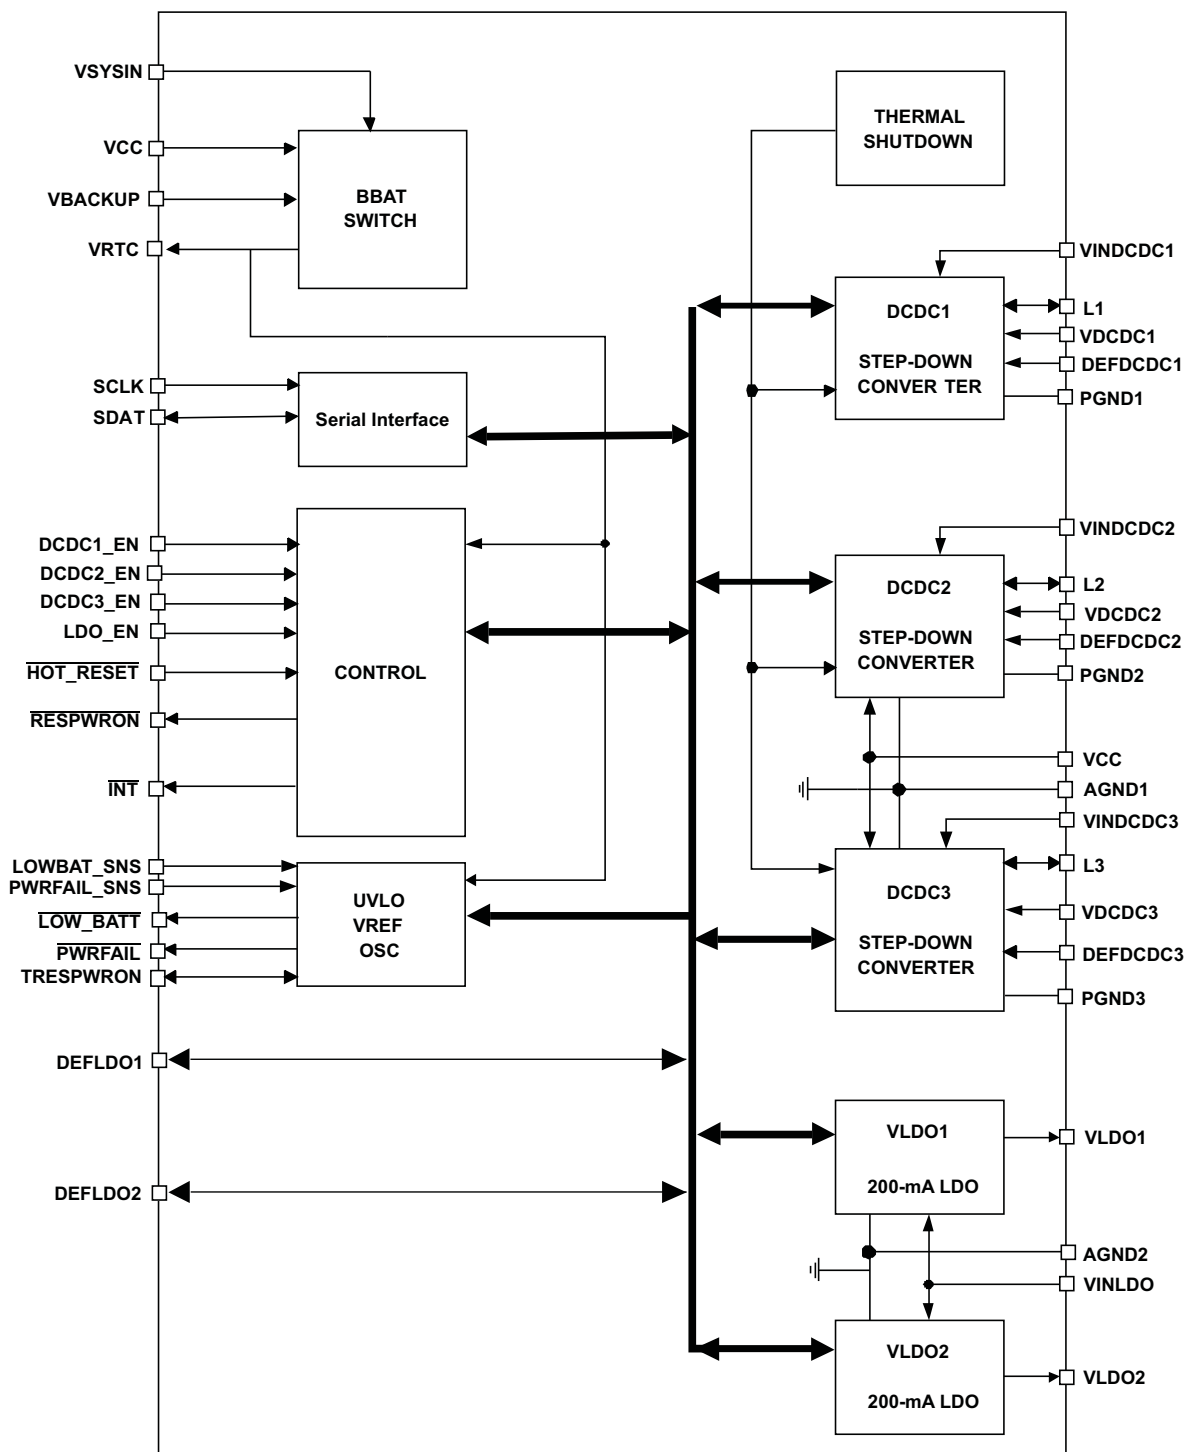 VSYSIN
VCC
VBACKUP
VRTC
BBAT
SWITCH
THERMAL
SHUTDOWN
SCLK
SDAT
Serial Interface
DCDC1_EN
DCDC2_EN
DCDC3_EN
LDO_EN
HOT_RESET
RESPWRON
INT
CONTROL
LOWBAT_SNS
PWRFAIL_SNS
LOW_BATT
PWRFAIL
TRESPWRON
UVLO
VREF
OSC
DEFLDO1
DEFLDO2
DCDC1
STEP-DOWN
CONVER TER
VINDCDC1
L1
VDCDC1
DEFDCDC1
PGND1
DCDC2
STEP-DOWN
CONVERTER
VINDCDC2
L2
VDCDC2
DEFDCDC2
PGND2
VCC
AGND1
VINDCDC3
DCDC3
STEP-DOWN
CONVERTER
L3
VDCDC3
DEFDCDC3
PGND3
VLDO1
200-mA LDO
VLDO1
AGND2
VINLDO
VLDO2
200-mA LDO
VLDO2